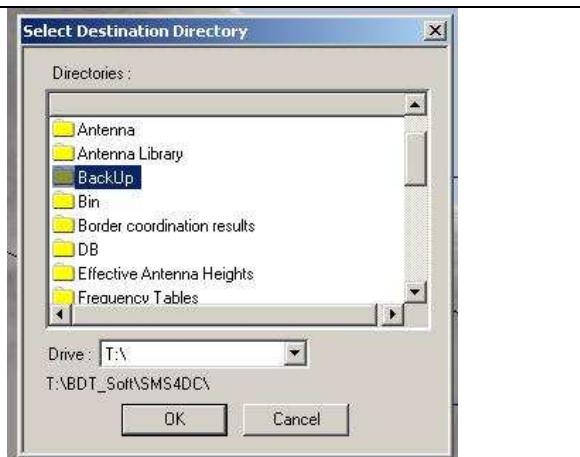 Select Destination Directory
Directories :
Antenna
Antenna Library
BackUp
Bin
Border coordination results
DB
Effective Antenna Heights
Frequency Tables
Drive : T:\
T:\BDT_Soft\SMS4DC\
OK Cancel